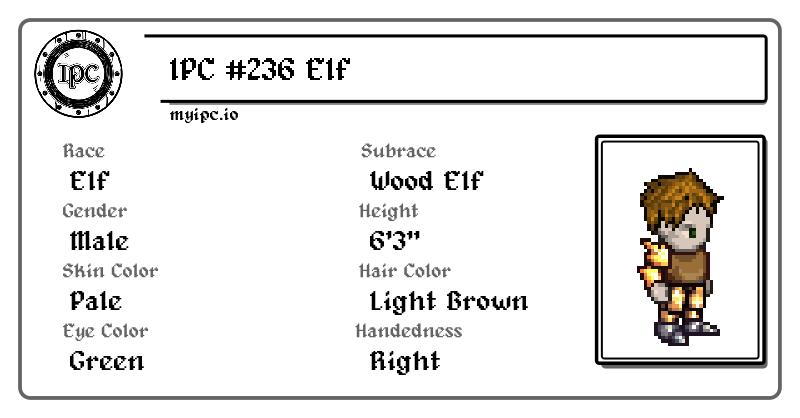 IPC
IPC #236 Elf
myipc.io
Race
Elf
Subrace
Wood Elf
Gender
Male
Height
6'3"
Skin Color
Pale
Hair Color
Light Brown
Eye Color
Green
Handedness
Right